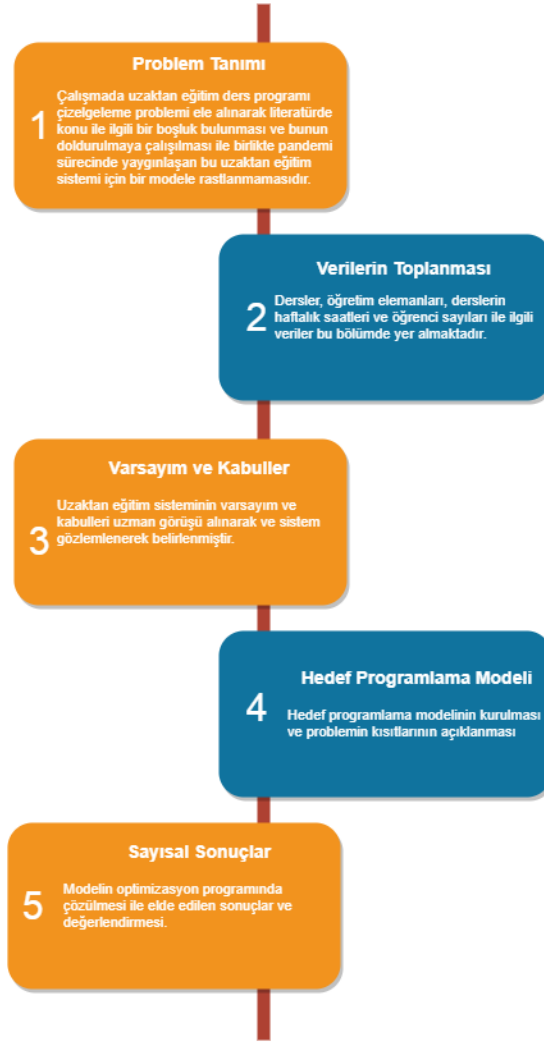 Problem Tanımı
1
Çalışmada uzaktan eğitim ders programı
çizelgeleme problemi ele alınarak literatürde
konu ile ilgili bir boşluk bulunması ve bunun
doldurulmaya çalışılması ile birlikte pandemi
sürecinde yaygınlaşan bu uzaktan eğitim
sistemi için bir modele rastlanmamasıdır.
Verilerin Toplanması
2
Dersler, öğretim elemanları, derslerin
haftalık saatleri ve öğrenci sayıları ile ilgili
veriler bu bölümde yer almaktadır.
Varsayım ve Kabuller
3
Uzaktan eğitim sisteminin varsayım ve
kabulleri uzman görüşü alınarak ve sistem
gözlemlenerek belirlenmiştir.
Hedef Programlama Modeli
4
Hedef programlama modelinin kurulması
ve problemin kısıtlarının açıklanması
Sayısal Sonuçlar
5
Modelin optimizasyon programında
çözülmesi ile elde edilen sonuçlar ve
değerlendirmesi.